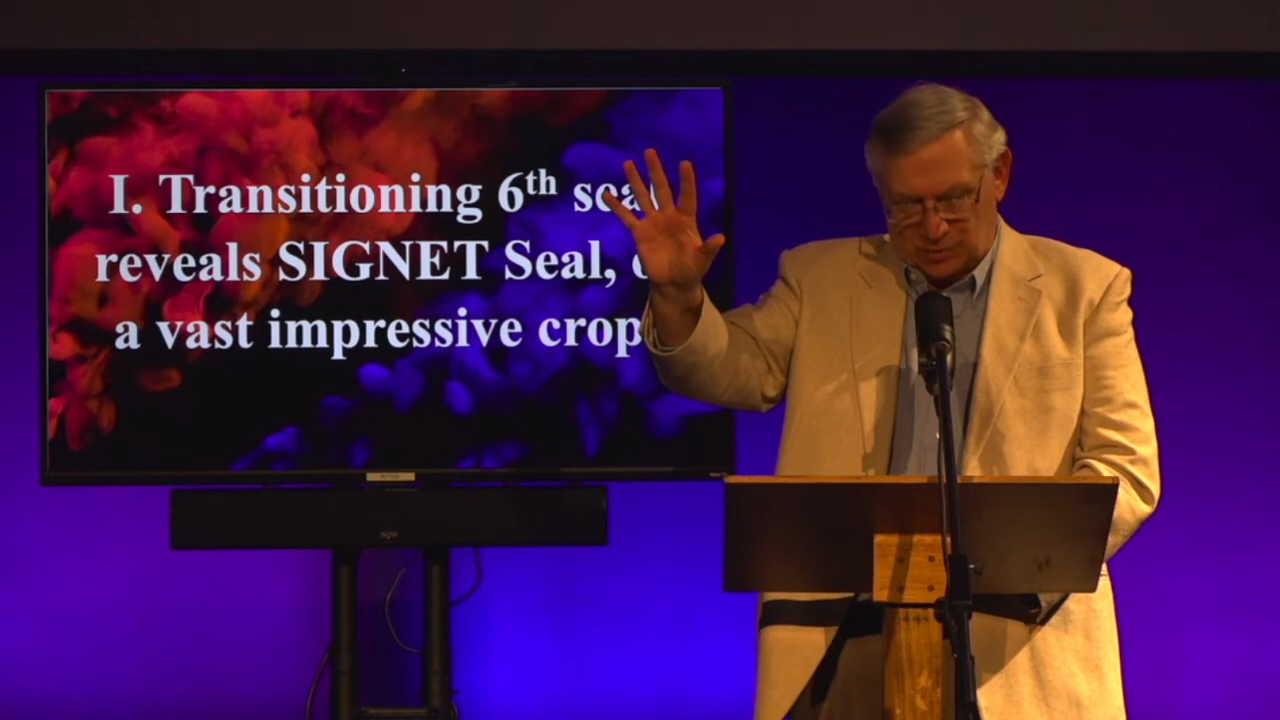 I. Transitioning 6th
reveals SIGNET Seal,
a vast impressive crop